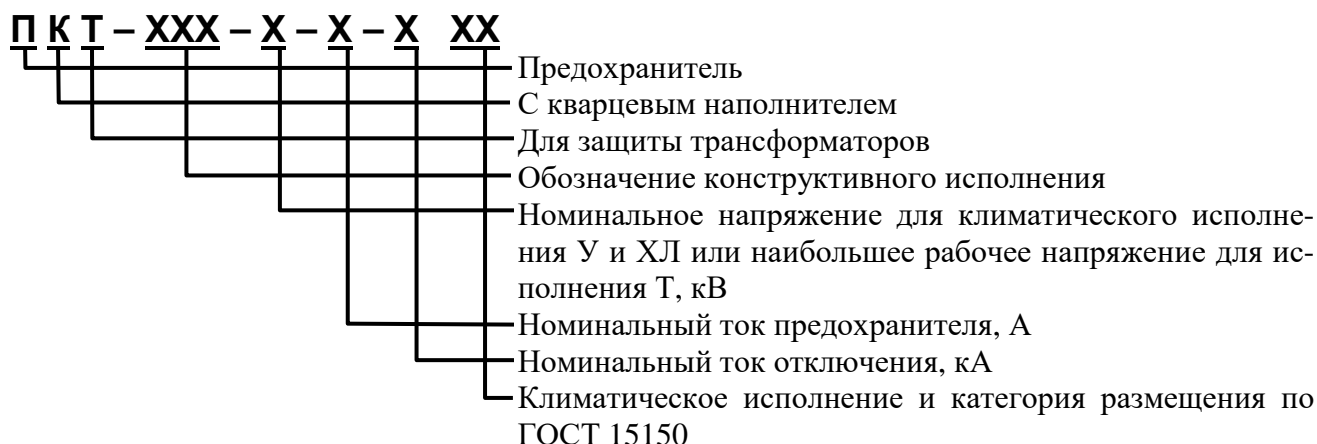 П К Т – ХХХ – Х – Х – Х ХХ
Предохранитель
С кварцевым наполнителем
Для защиты трансформаторов
Обозначение конструктивного исполнения
Номинальное напряжение для климатического исполне-
ния У и ХЛ или наибольшее рабочее напряжение для ис-
полнения Т, кВ
Номинальный ток предохранителя, А
Номинальный ток отключения, кА
Климатическое исполнение и категория размещения по
ГОСТ 15150